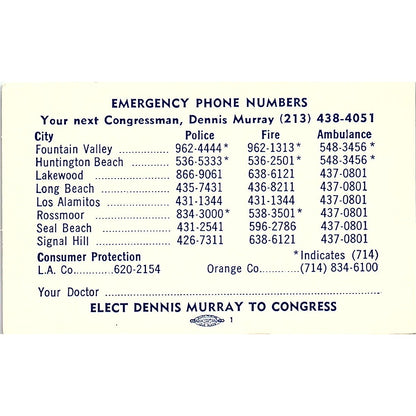 EMERGENCY PHONE NUMBERS
Your next Congressman, Dennis Murray (213) 438-4051
City Police Fire Ambulance
Fountain Valley .............. 962-4444* 962-1313* 548-3456*
Huntington Beach ............ 536-5333* 536-2501* 548-3456*
Lakewood ...................... 866-9061 638-6121 437-0801
Long Beach .................... 435-7431 436-8211 437-0801
Los Alamitos .................. 431-1344 431-1344 437-0801
Rossmoor ...................... 834-3000* 538-3501* 437-0801
Seal Beach .................... 431-2541 596-2786 437-0801
Signal Hill ...................... 426-7311 638-6121 437-0801
Consumer Protection *Indicates (714)
L.A. Co.............620-2154 Orange Co............(714) 834-6100
Your Doctor ..........................................................
ELECT DENNIS MURRAY TO CONGRESS
1